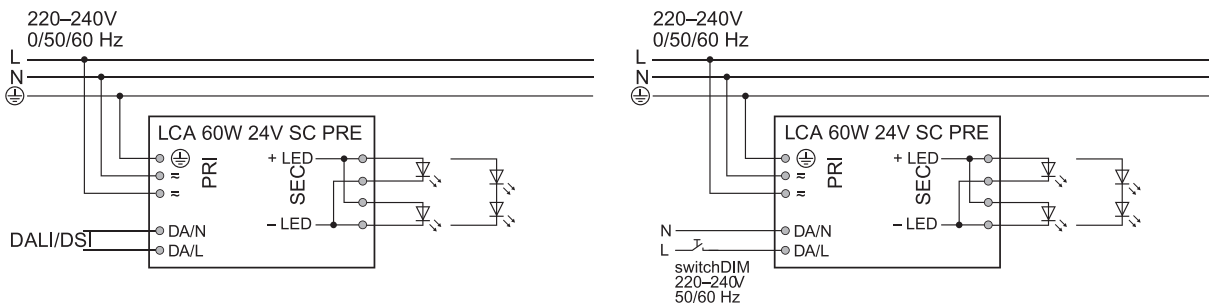 220–240V
0/50/60 Hz
L
N
LCA 60W 24V SC PRE
PRI
≂
≂
+ LED
SEC
– LED
DALI/DSI
DA/N
DA/L
220–240V
0/50/60 Hz
L
N
LCA 60W 24V SC PRE
PRI
≂
≂
+ LED
SEC
– LED
N
DA/N
L
DA/L
switchDIM
220–240V
50/60 Hz